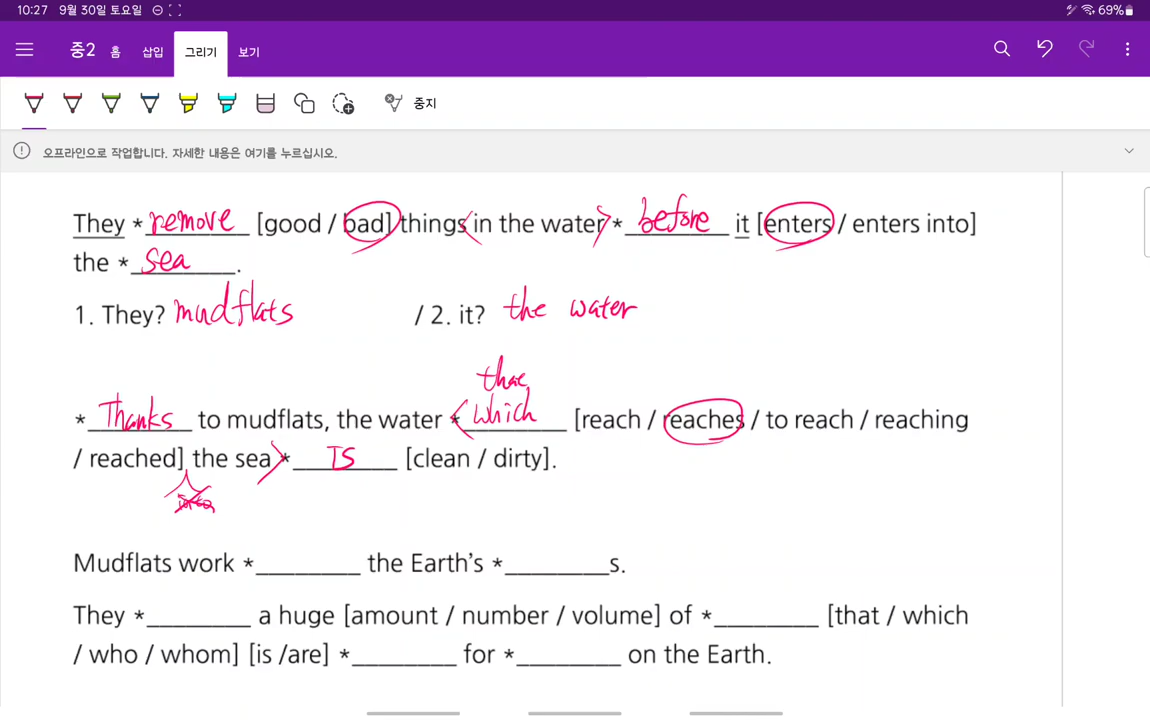 10:27 9월 30일 토요일 69%
중2 홈 삽입 그리기 보기
중지
오프라인으로 작업합니다. 자세한 내용은 여기를 누르십시오.
They * remove [good / bad] things in the water * before it [enters / enters into]
the * sea.
1. They? mudflats / 2. it? the water
that
* Thanks to mudflats, the water * which [reach / reaches / to reach / reaching
/ reached] the sea * is [clean / dirty].
Mudflats work *________ the Earth's *________s.
They *________ a huge [amount / number / volume] of *________ [that / which
/ who / whom] [is /are] *________ for *________ on the Earth.